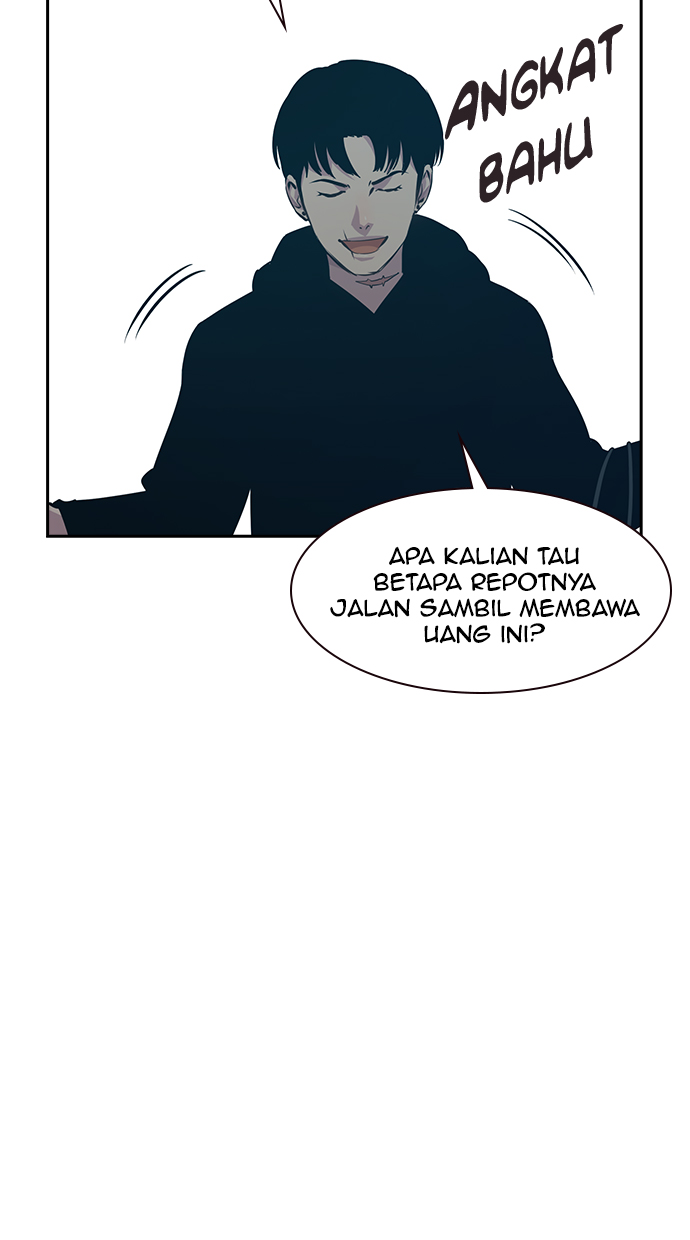 ANGKAT
BAHU
APA KALIAN TAU
BETAPA REPOTNYA
JALAN SAMBIL MEMBAWA
UANG INI?